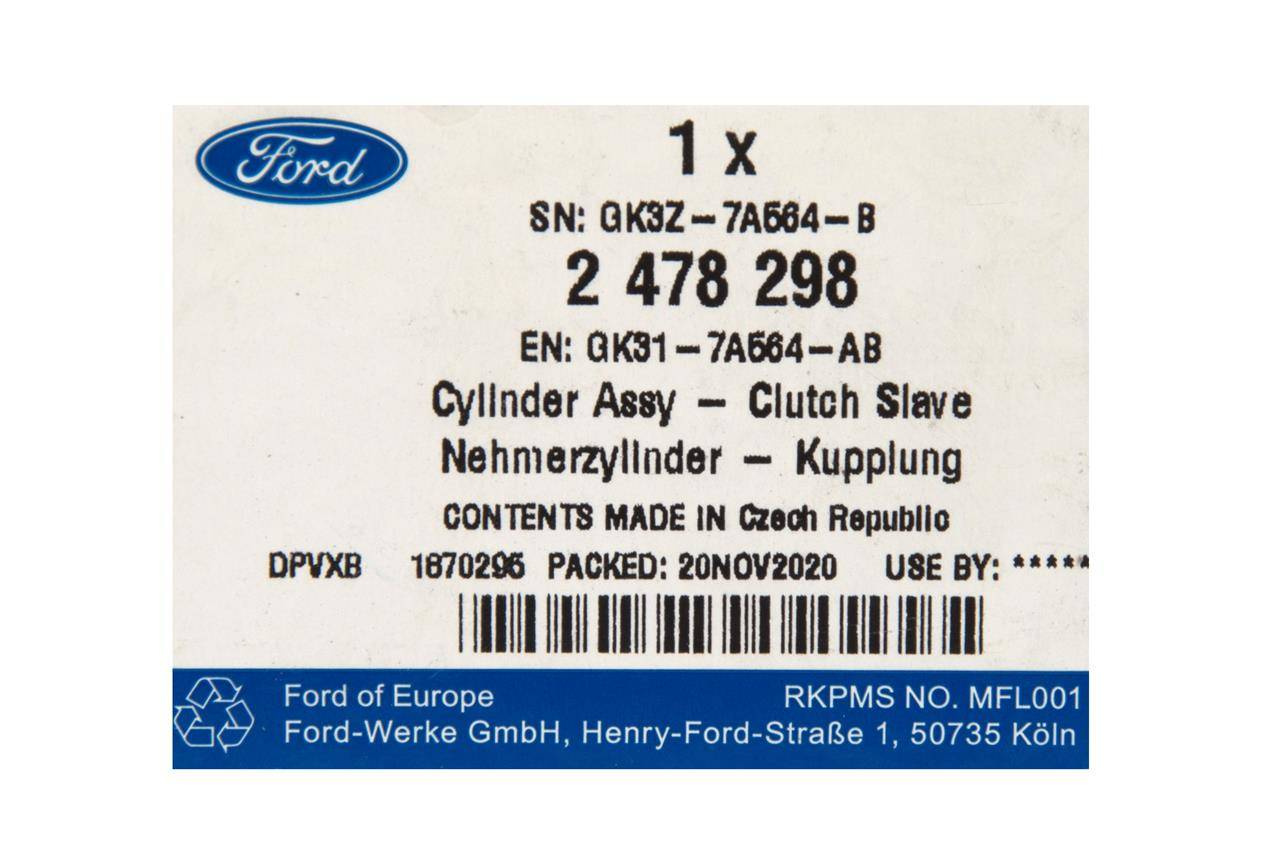 Ford
1 x
SN: GK3Z-7A564-B
2 478 298
EN: GK31-7A564-AB
Cylinder Assy - Clutch Slave
Nehmerzylinder - Kupplung
CONTENTS MADE IN Czech Republic
DPVXB 1670295 PACKED: 20NOV2020 USE BY: *****
Ford of Europe RKPMS NO. MFL001
Ford-Werke GmbH, Henry-Ford-Straße 1, 50735 Köln